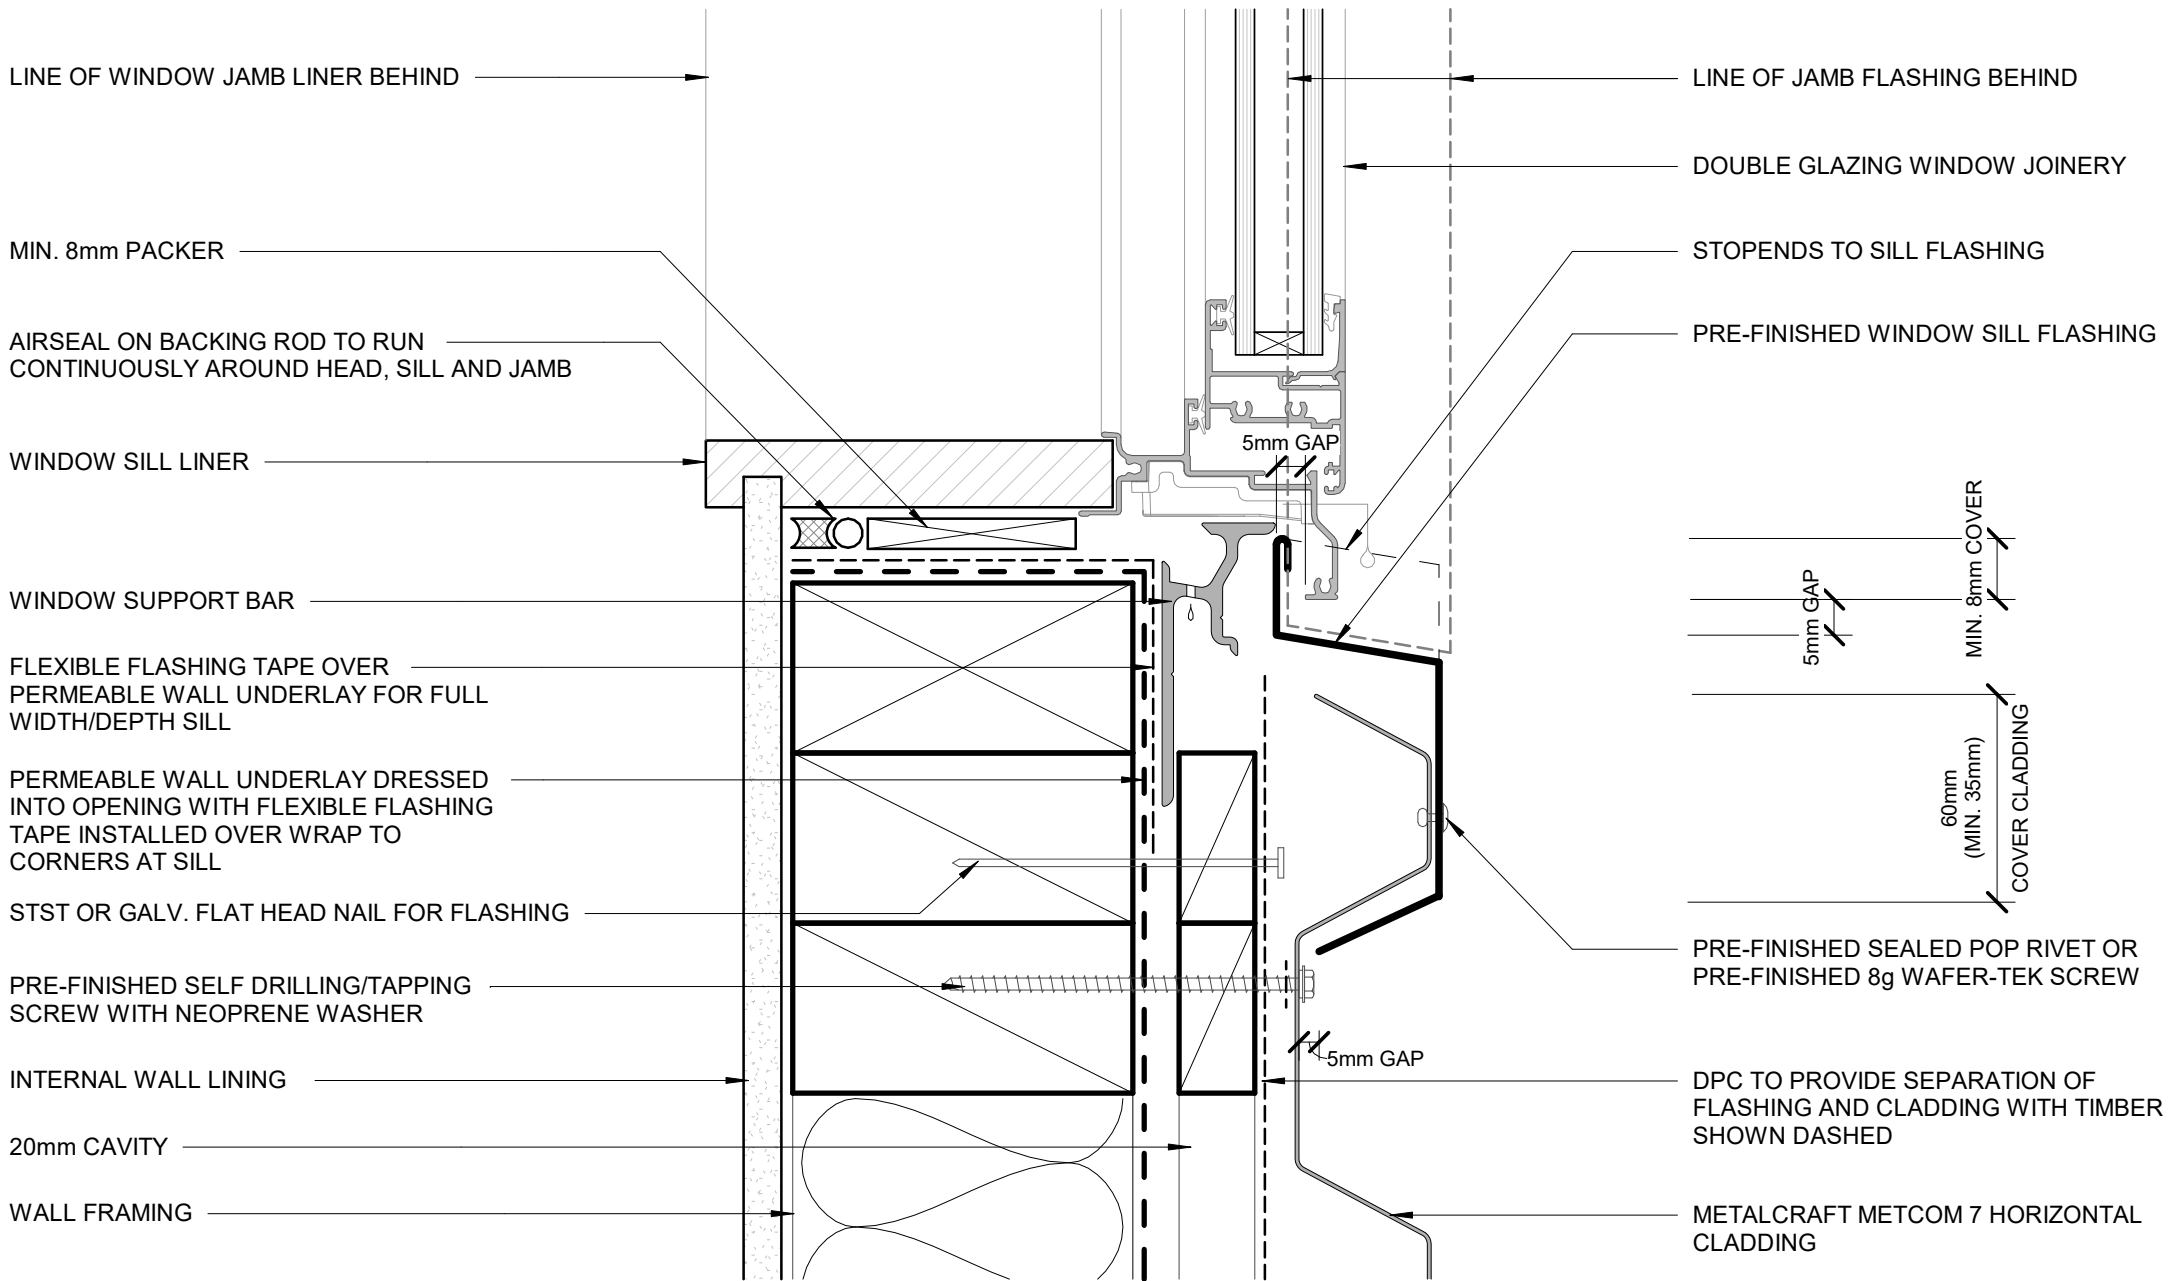 LINE OF WINDOW JAMB LINER BEHIND
MIN. 8mm PACKER
AIRSEAL ON BACKING ROD TO RUN
CONTINUOUSLY AROUND HEAD, SILL AND JAMB
WINDOW SILL LINER
WINDOW SUPPORT BAR
FLEXIBLE FLASHING TAPE OVER
PERMEABLE WALL UNDERLAY FOR FULL
WIDTH/DEPTH SILL
PERMEABLE WALL UNDERLAY DRESSED
INTO OPENING WITH FLEXIBLE FLASHING
TAPE INSTALLED OVER WRAP TO
CORNERS AT SILL
STST OR GALV. FLAT HEAD NAIL FOR FLASHING
PRE-FINISHED SELF DRILLING/TAPPING
SCREW WITH NEOPRENE WASHER
INTERNAL WALL LINING
20mm CAVITY
WALL FRAMING
5mm GAP
5mm GAP
LINE OF JAMB FLASHING BEHIND
DOUBLE GLAZING WINDOW JOINERY
STOPENDS TO SILL FLASHING
PRE-FINISHED WINDOW SILL FLASHING
5mm GAP
MIN. 8mm COVER
60mm
(MIN. 35mm)
COVER CLADDING
PRE-FINISHED SEALED POP RIVET OR
PRE-FINISHED 8g WAFER-TEK SCREW
DPC TO PROVIDE SEPARATION OF
FLASHING AND CLADDING WITH TIMBER
SHOWN DASHED
METALCRAFT METCOM 7 HORIZONTAL
CLADDING